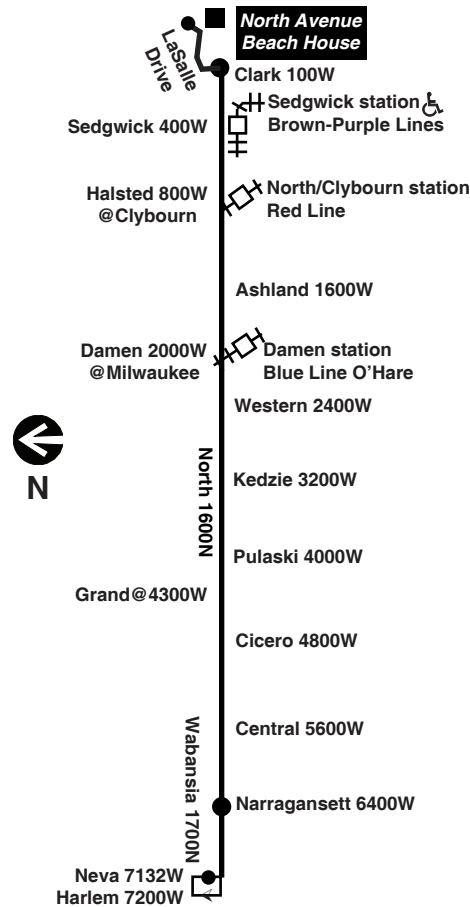 North Avenue
Beach House
LaSalle
Drive
Clark 100W
Sedgwick station
Brown-Purple Lines
Sedgwick 400W
Halsted 800W
@Clybourn
North/Clybourn station
Red Line
Ashland 1600W
Damen 2000W
@Milwaukee
Damen station
Blue Line O'Hare
Western 2400W
N
North 1600N
Kedzie 3200W
Pulaski 4000W
Grand@4300W
Cicero 4800W
Central 5600W
Wabansia 1700N
Narragansett 6400W
Neva 7132W
Harlem 7200W